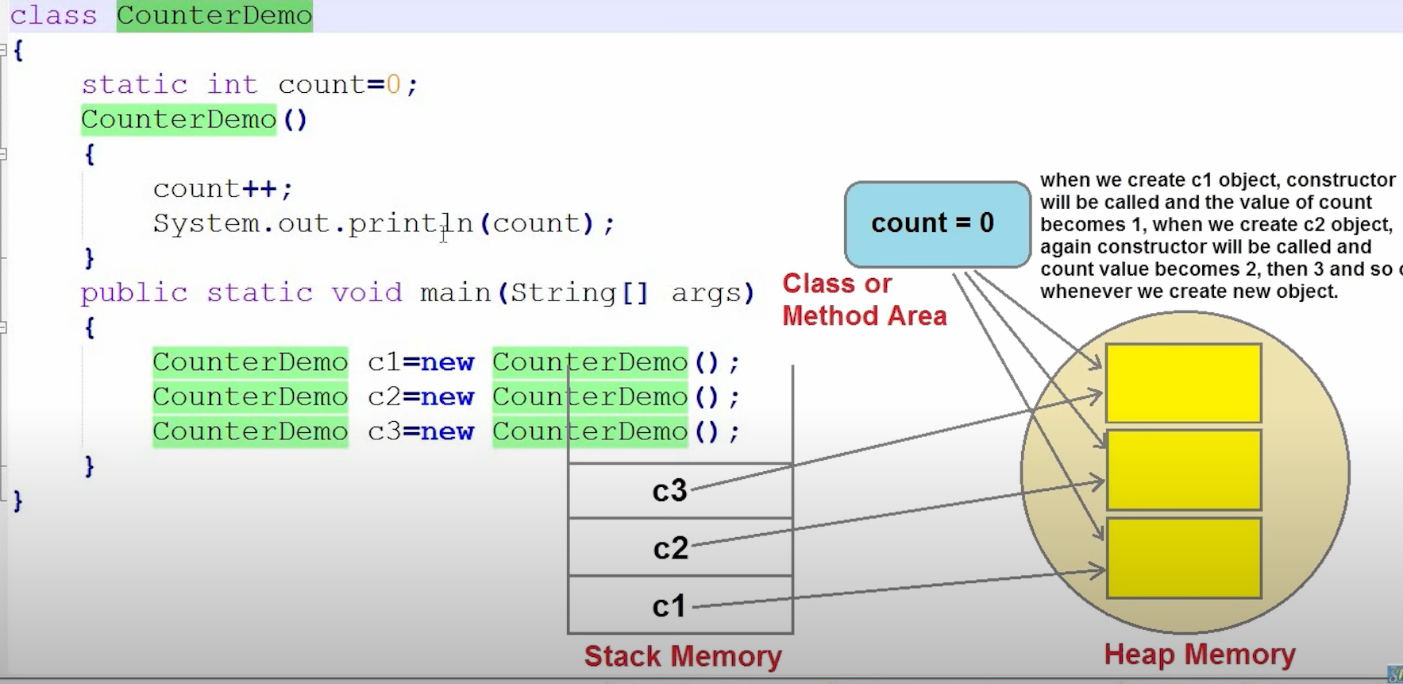 class CounterDemo
{
static int count=0;
CounterDemo()
{
count++;
System.out.println(count);
}
public static void main(String[] args)
{
CounterDemo c1=new CounterDemo();
CounterDemo c2=new CounterDemo();
CounterDemo c3=new CounterDemo();
}
}
count = 0
Class or
Method Area
when we create c1 object, constructor
will be called and the value of count
becomes 1, when we create c2 object,
again constructor will be called and
count value becomes 2, then 3 and so
whenever we create new object.
c3
c2
c1
Stack Memory
Heap Memory